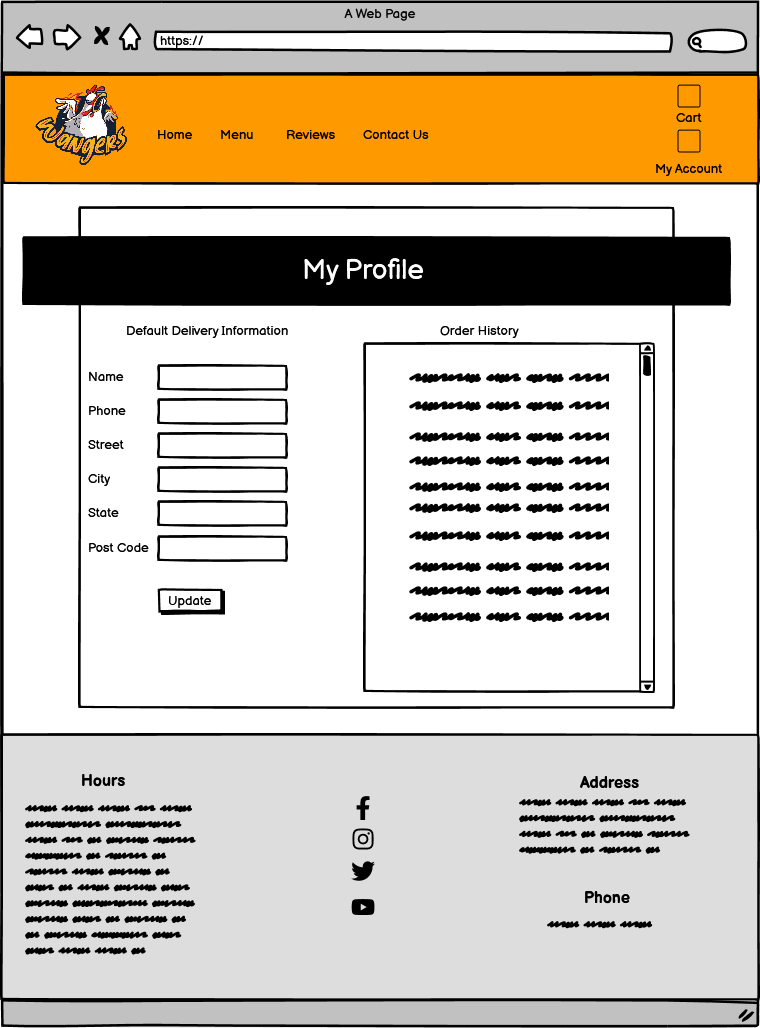 A Web Page
https://
Wangers
Home Menu Reviews Contact Us
Cart
My Account
My Profile
Default Delivery Information
Order History
Name
Phone
Street
City
State
Post Code
Update
Hours
Address
Phone